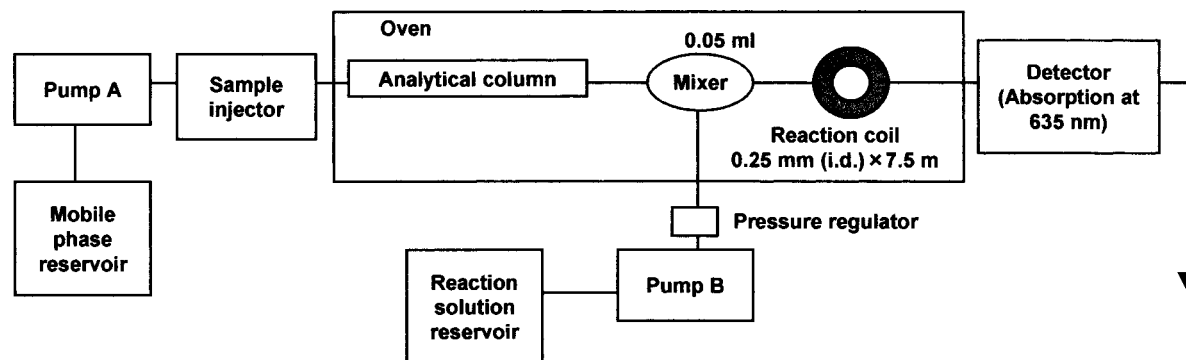 Oven
0.05 ml
Pump A
Sample
injector
Analytical column
Mixer
Detector
(Absorption at
635 nm)
Reaction coil
0.25 mm (i.d.) × 7.5 m
Mobile
phase
reservoir
Pressure regulator
Reaction
solution
reservoir
Pump B